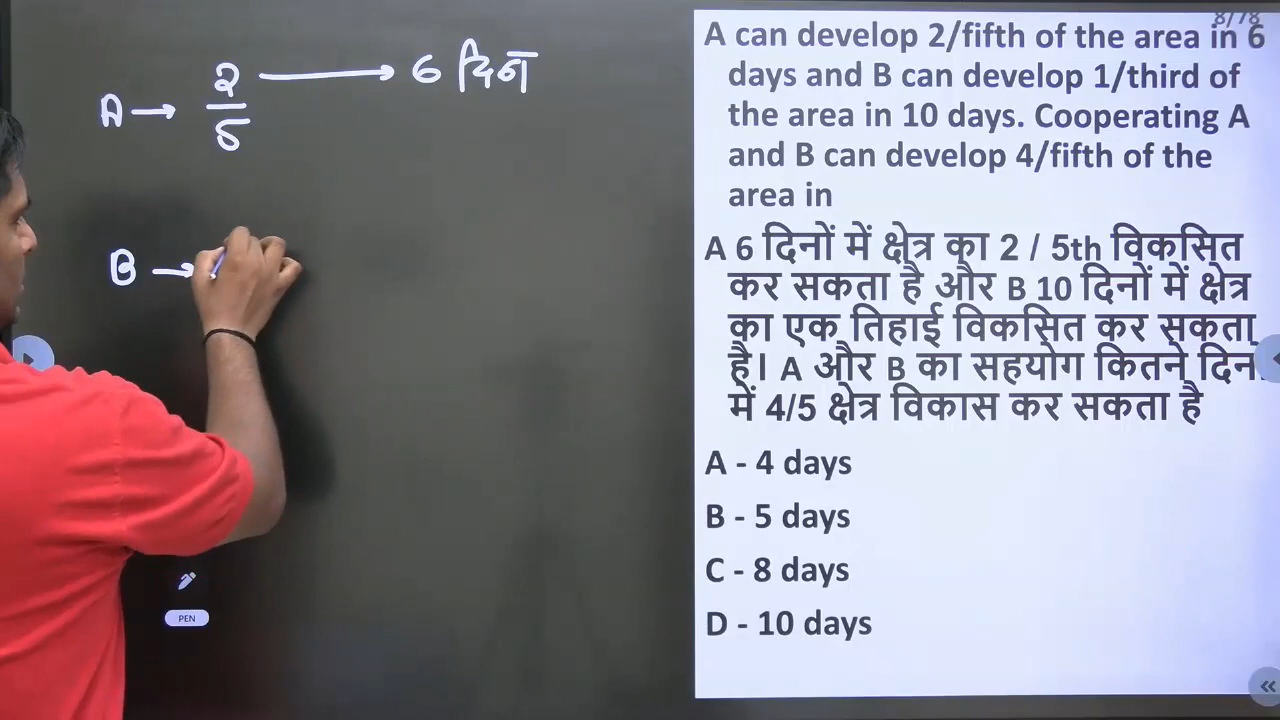 8/78
A → 2/5 → 6 दिन
B →
A can develop 2/fifth of the area in 6
days and B can develop 1/third of
the area in 10 days. Cooperating A
and B can develop 4/fifth of the
area in
A 6 दिनों में क्षेत्र का 2 / 5th विकसित
कर सकता है और B 10 दिनों में क्षेत्र
का एक तिहाई विकसित कर सकता
है। A और B का सहयोग कितने दिन
में 4/5 क्षेत्र विकास कर सकता है
A - 4 days
B - 5 days
C - 8 days
D - 10 days
PEN